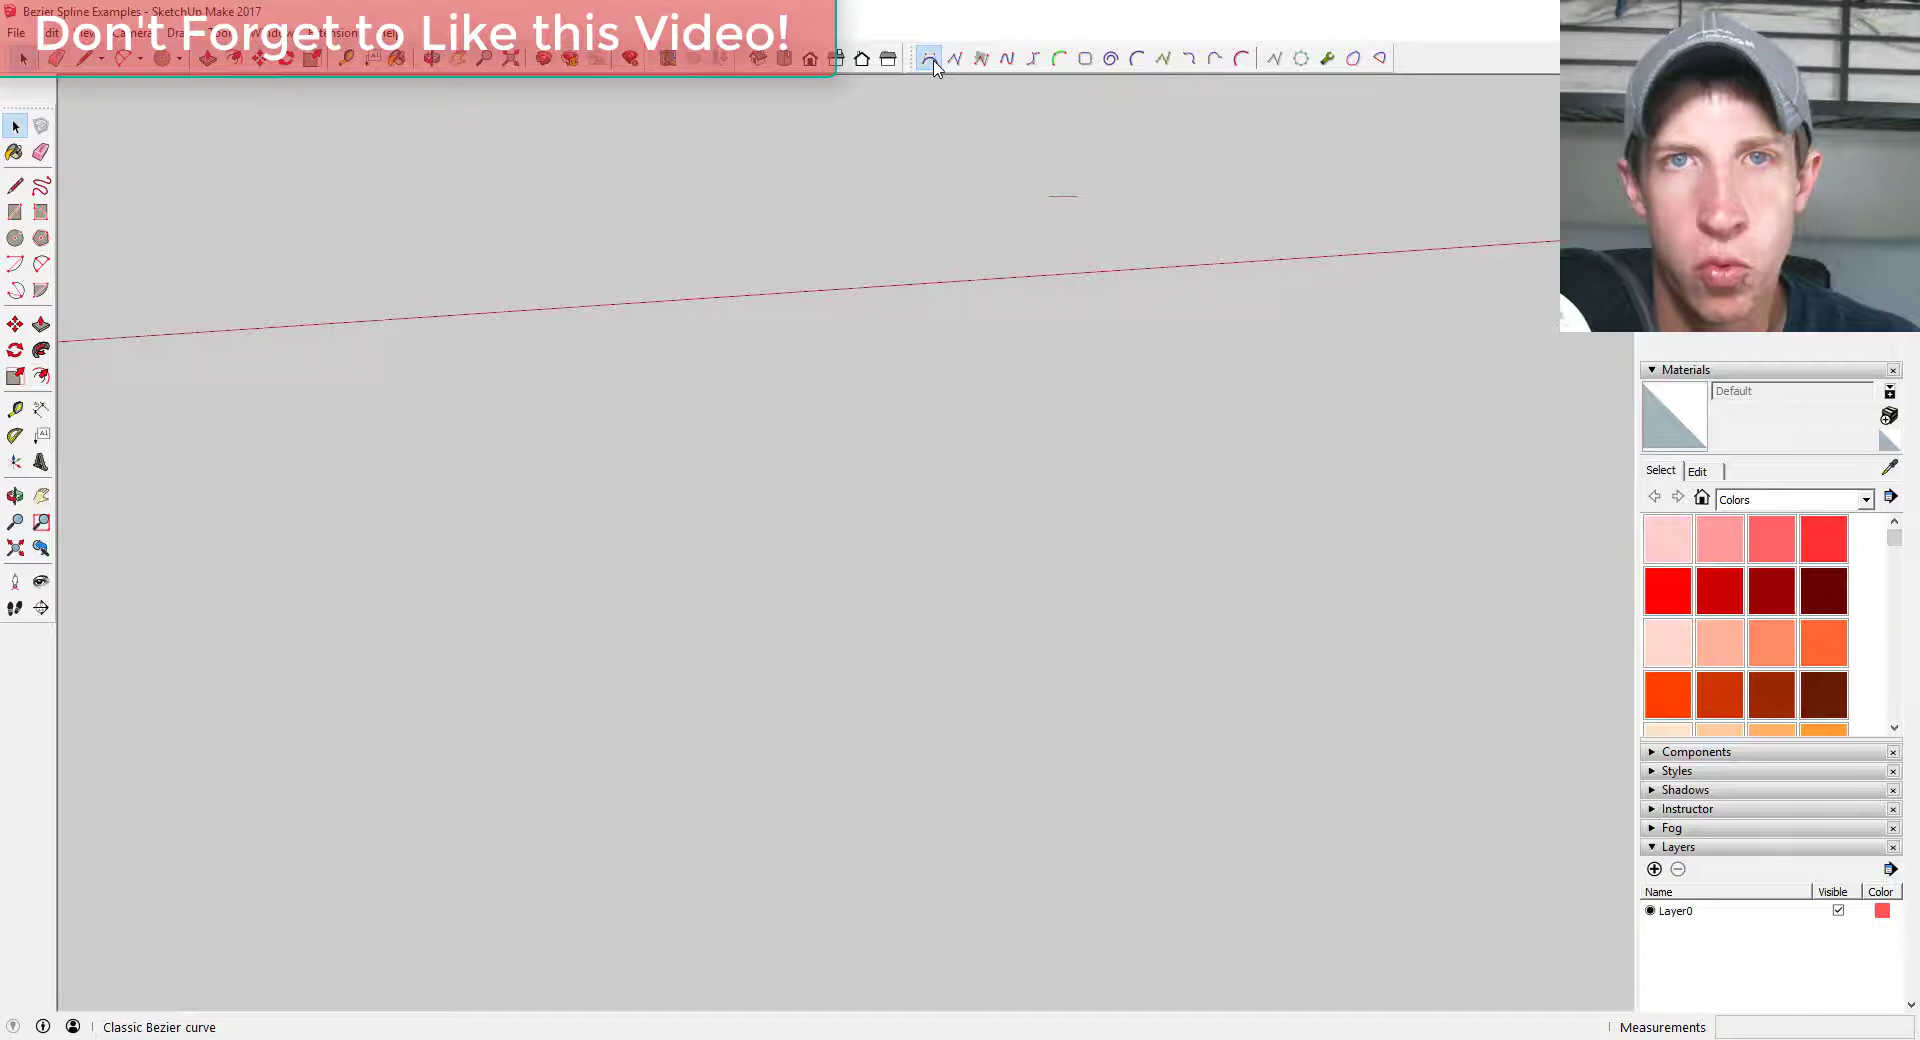 Bezier Spline Examples - SketchUp Make 2017
Don't Forget to Like this Video!
File
Materials
Default
Select
Edit
Colors
Components
Styles
Shadows
Instructor
Fog
Layers
Name Visible Color
Layer0
Classic Bezier curve
Measurements